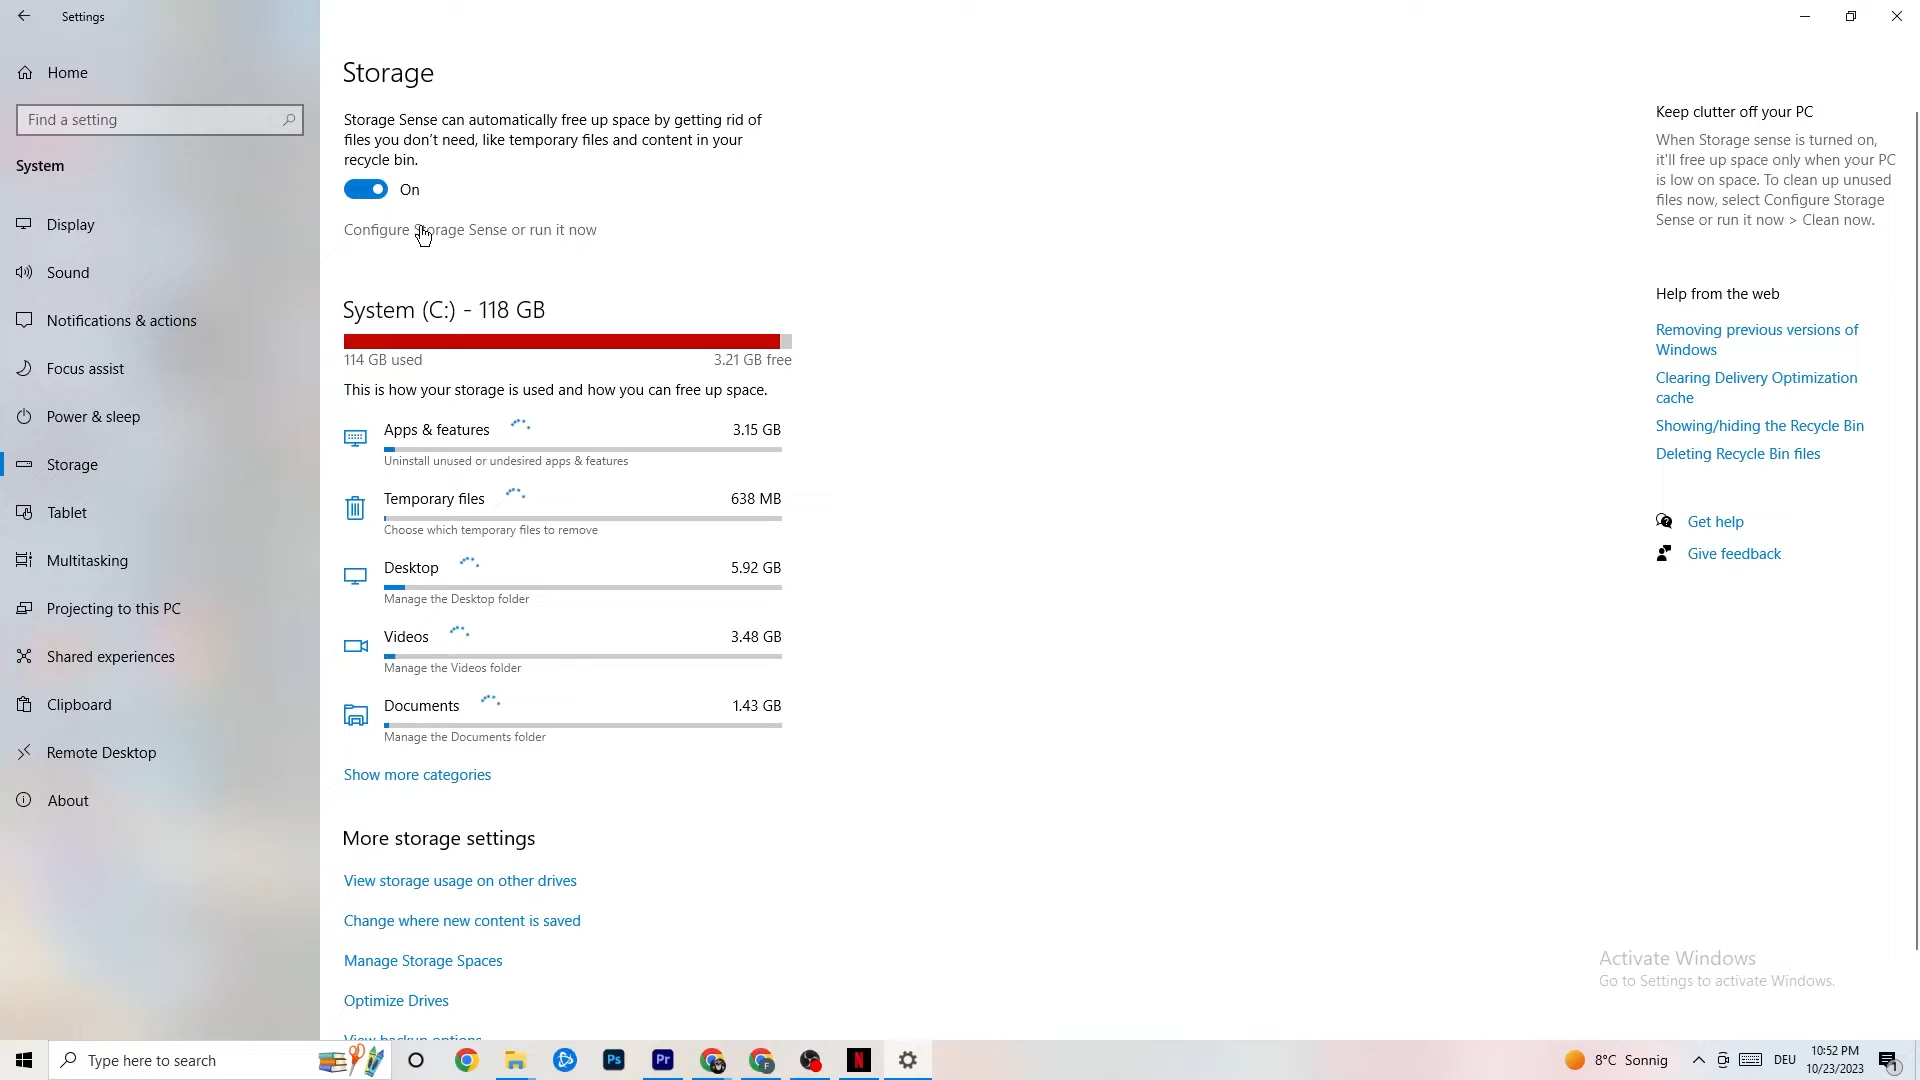 Settings
Home
Find a setting
System
Display
Sound
Notifications & actions
Focus assist
Power & sleep
Storage
Tablet
Multitasking
Projecting to this PC
Shared experiences
Clipboard
Remote Desktop
About
Storage
Storage Sense can automatically free up space by getting rid of
files you don't need, like temporary files and content in your
recycle bin.
On
Configure Storage Sense or run it now
System (C:) - 118 GB
114 GB used
3.21 GB free
This is how your storage is used and how you can free up space.
Apps & features
3.15 GB
Uninstall unused or undesired apps & features
Temporary files
638 MB
Choose which temporary files to remove
Desktop
5.92 GB
Manage the Desktop folder
Videos
3.48 GB
Manage the Videos folder
Documents
1.43 GB
Manage the Documents folder
Show more categories
More storage settings
View storage usage on other drives
Change where new content is saved
Manage Storage Spaces
Optimize Drives
View backup options
Keep clutter off your PC
When Storage sense is turned on,
it'll free up space only when your PC
is low on space. To clean up unused
files now, select Configure Storage
Sense or run it now > Clean now.
Help from the web
Removing previous versions of
Windows
Clearing Delivery Optimization
cache
Showing/hiding the Recycle Bin
Deleting Recycle Bin files
Get help
Give feedback
Activate Windows
Go to Settings to activate Windows.
Type here to search
Ps
Pr
F
N
8°C Sonnig
DEU
10:52 PM
10/23/2023
1